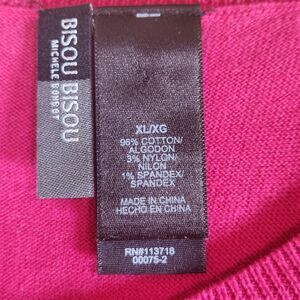 BISOU BISOU
MICHELE BOHBOT
XL/XG
96% COTTON/
ALGODON
3% NYLON/
NILON
1% SPANDEX/
SPANDEX
MADE IN CHINA
HECHO EN CHINA
RN#113718
00075-2